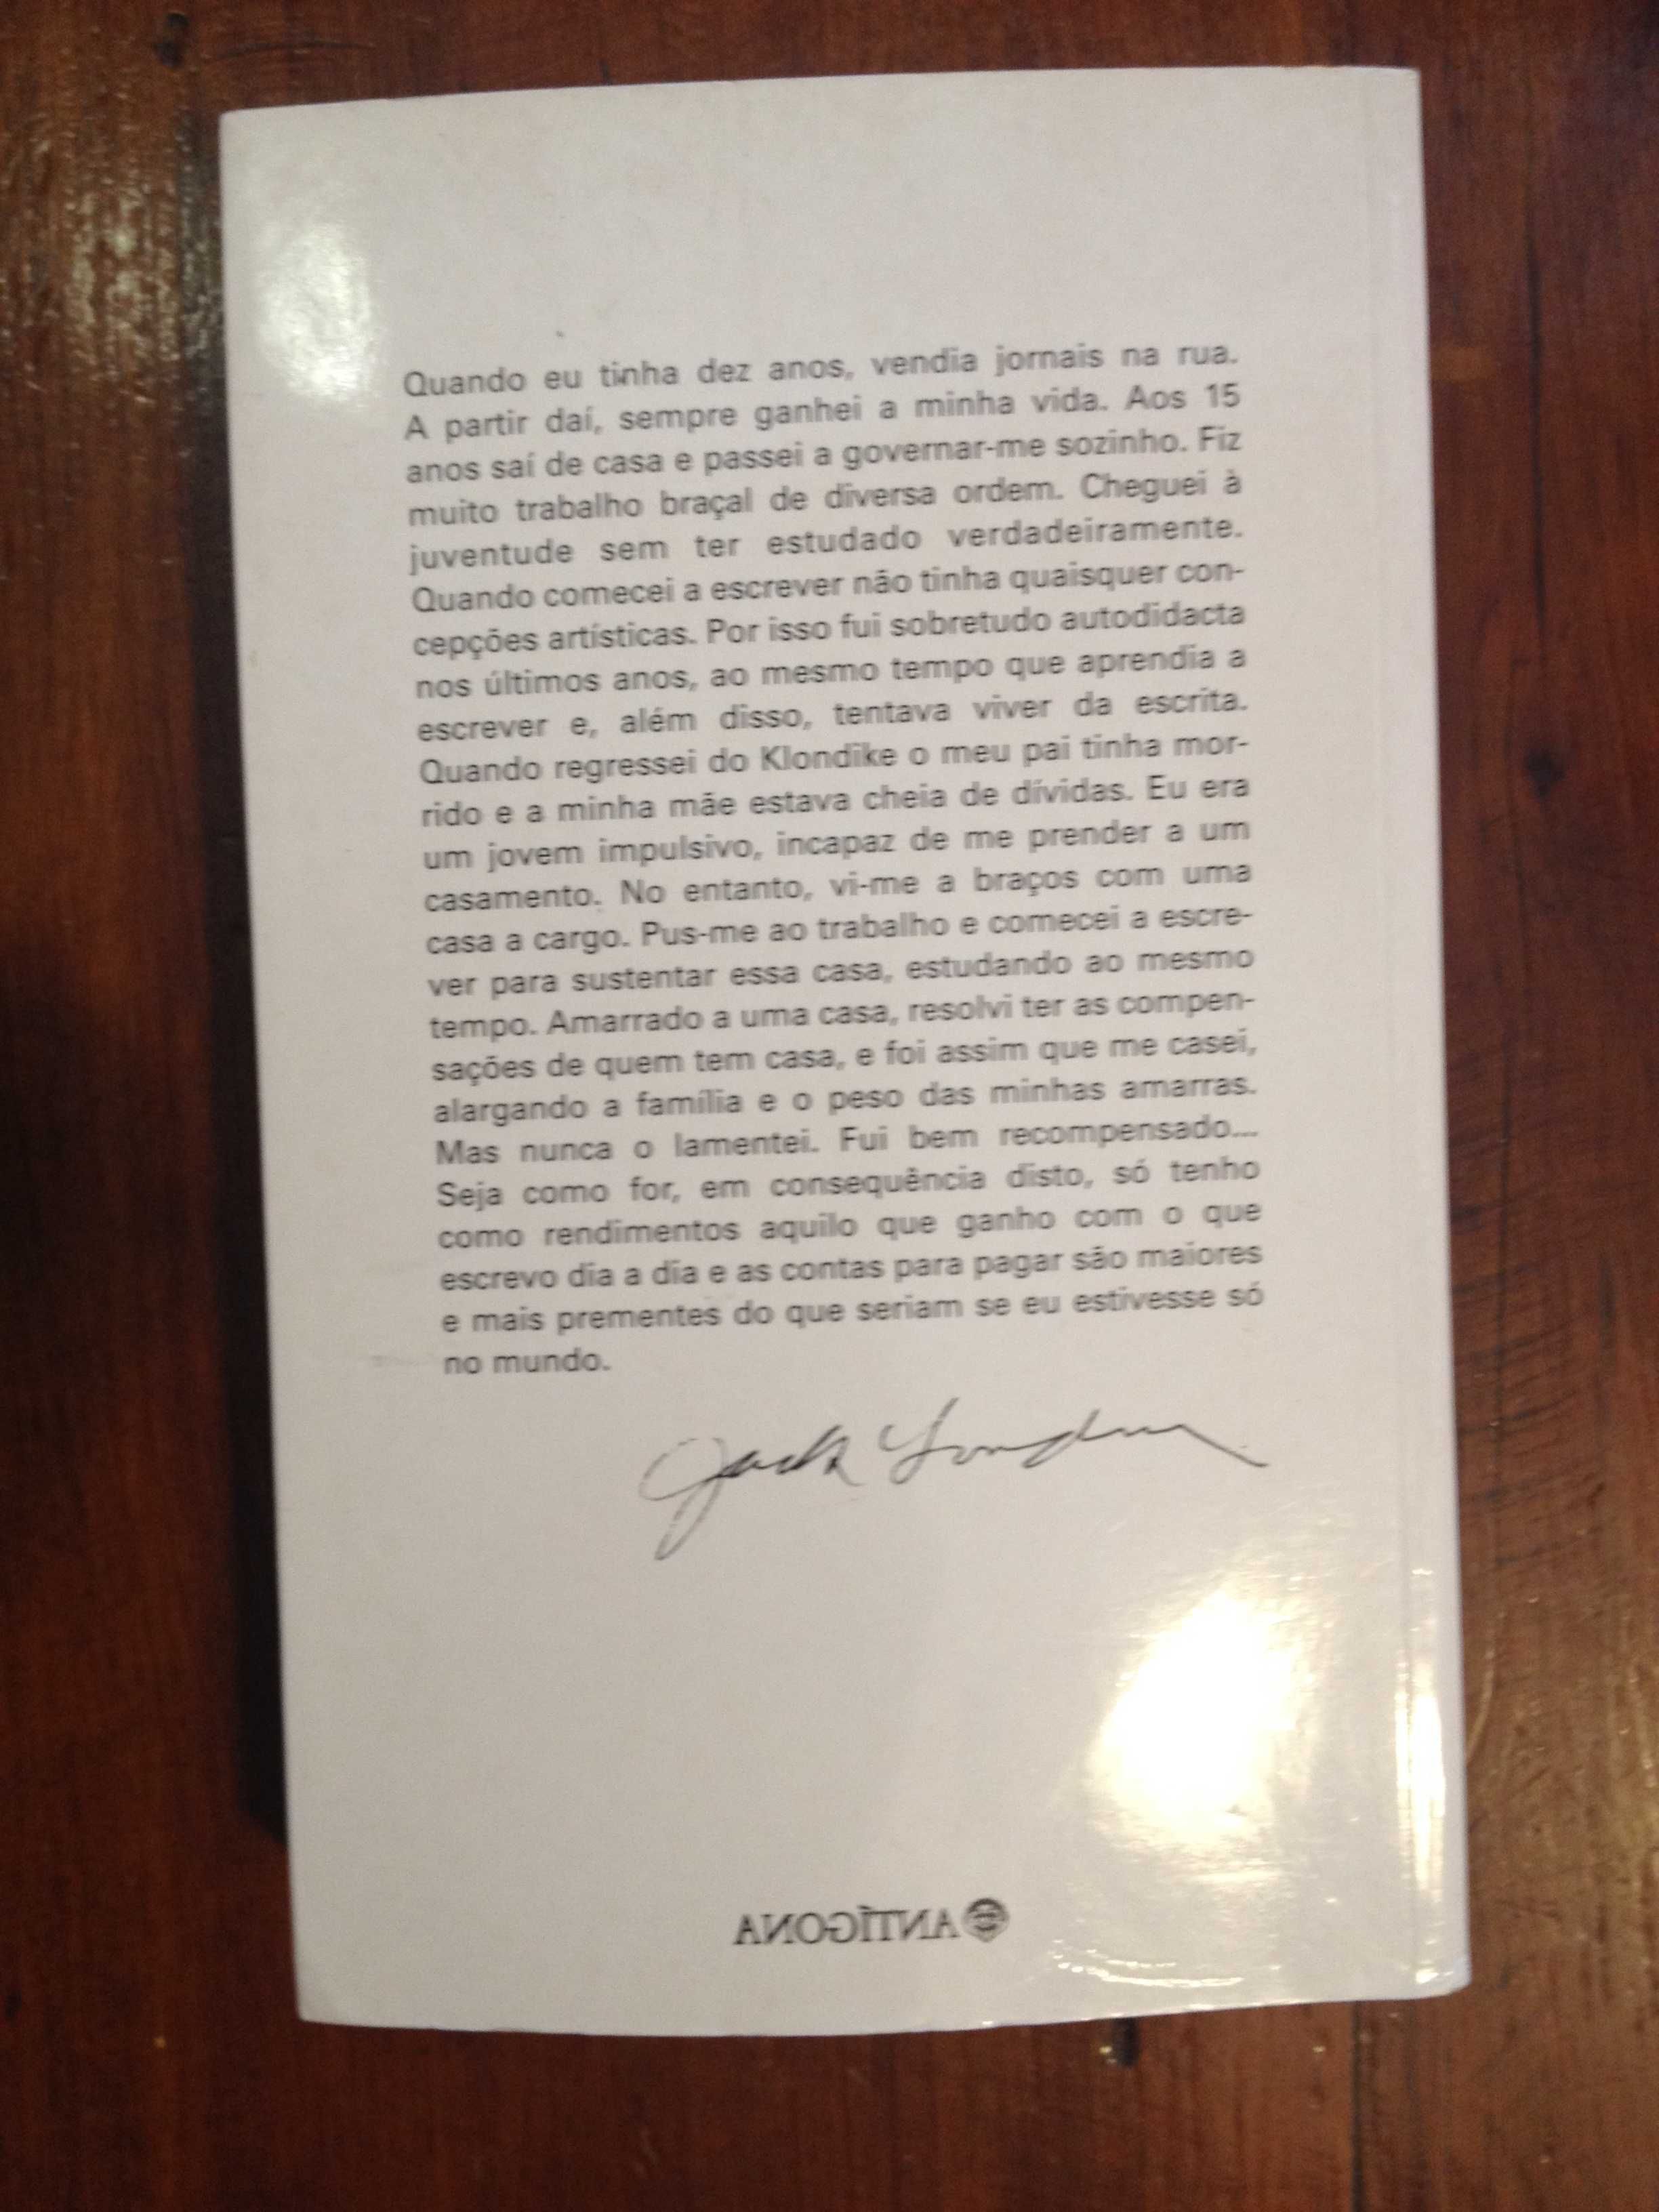 Quando eu tinha dez anos, vendia jornais na rua.
A partir daí, sempre ganhei a minha vida. Aos 15
anos saí de casa e passei a governar-me sozinho. Fiz
muito trabalho braçal de diversa ordem. Cheguei à
juventude sem ter estudado verdadeiramente.
Quando comecei a escrever não tinha quaisquer con-
cepções artísticas. Por isso fui sobretudo autodidacta
nos últimos anos, ao mesmo tempo que aprendia a
escrever e, além disso, tentava viver da escrita.
Quando regressei do Klondike o meu pai tinha mor-
rido e a minha mãe estava cheia de dívidas. Eu era
um jovem impulsivo, incapaz de me prender a um
casamento. No entanto, vi-me a braços com uma
casa a cargo. Pus-me ao trabalho e comecei a escre-
ver para sustentar essa casa, estudando ao mesmo
tempo. Amarrado a uma casa, resolvi ter as compen-
sações de quem tem casa, e foi assim que me casei,
alargando a família e o peso das minhas amarras.
Mas nunca o lamentei. Fui bem recompensado...
Seja como for, em consequência disto, só tenho
como rendimentos aquilo que ganho com o que
escrevo dia a dia e as contas para pagar são maiores
e mais prementes do que seriam se eu estivesse só
no mundo.
Jack London
ANTÍGONA